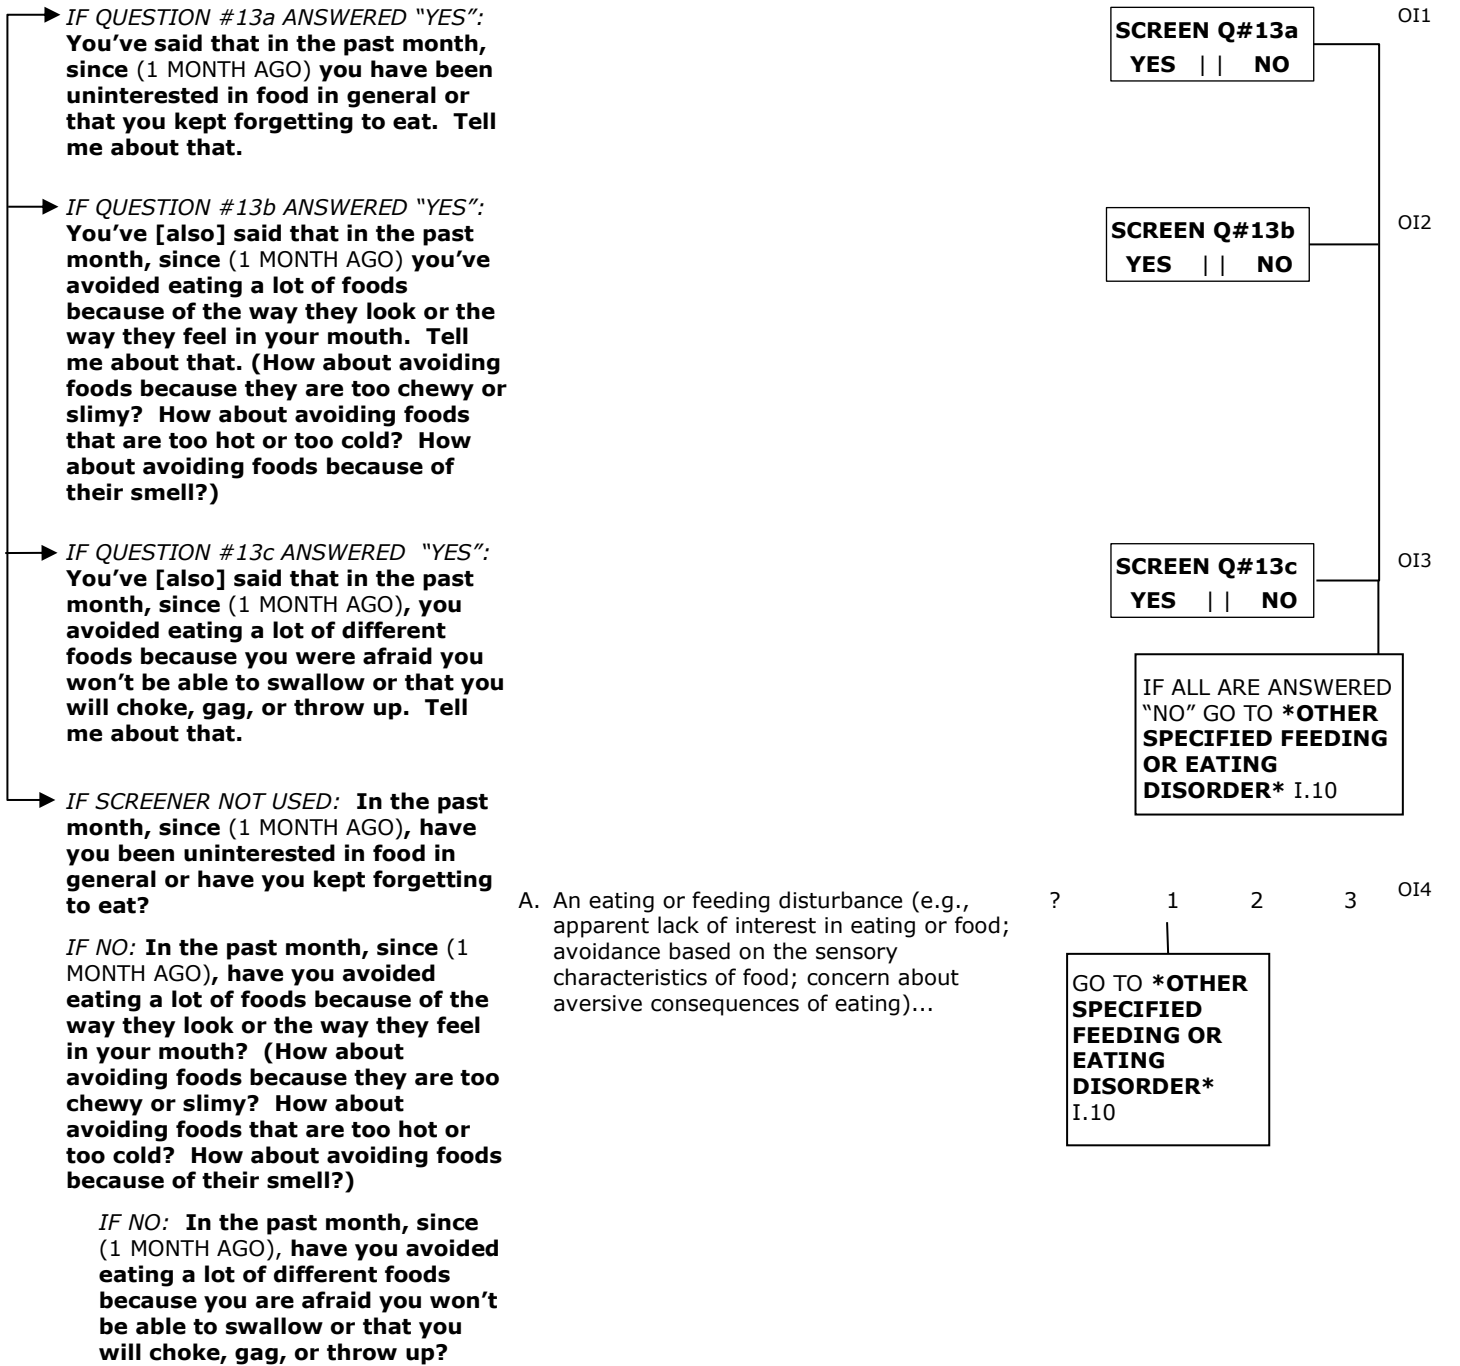 IF QUESTION #13a ANSWERED “YES”:
You’ve said that in the past month,
since (1 MONTH AGO) you have been
uninterested in food in general or
that you kept forgetting to eat.  Tell
me about that.
SCREEN Q#13a
YES | | NO
OI1
IF QUESTION #13b ANSWERED “YES”:
You’ve [also] said that in the past
month, since (1 MONTH AGO) you’ve
avoided eating a lot of foods
because of the way they look or the
way they feel in your mouth.  Tell
me about that. (How about avoiding
foods because they are too chewy or
slimy?  How about avoiding foods
that are too hot or too cold?  How
about avoiding foods because of
their smell?)
SCREEN Q#13b
YES | | NO
OI2
IF QUESTION #13c ANSWERED  “YES”:
You’ve [also] said that in the past
month, since (1 MONTH AGO), you
avoided eating a lot of different
foods because you were afraid you
won’t be able to swallow or that you
will choke, gag, or throw up.  Tell
me about that.
SCREEN Q#13c
YES | | NO
OI3
IF ALL ARE ANSWERED
“NO” GO TO *OTHER
SPECIFIED FEEDING
OR EATING
DISORDER* I.10
IF SCREENER NOT USED:  In the past
month, since (1 MONTH AGO), have
you been uninterested in food in
general or have you kept forgetting
to eat?
IF NO: In the past month, since (1
MONTH AGO), have you avoided
eating a lot of foods because of the
way they look or the way they feel
in your mouth?  (How about
avoiding foods because they are too
chewy or slimy?  How about
avoiding foods that are too hot or
too cold?  How about avoiding foods
because of their smell?)
IF NO:  In the past month, since
(1 MONTH AGO), have you avoided
eating a lot of different foods
because you are afraid you won’t
be able to swallow or that you
will choke, gag, or throw up?
A. An eating or feeding disturbance (e.g.,
apparent lack of interest in eating or food;
avoidance based on the sensory
characteristics of food; concern about
aversive consequences of eating)...
? 1 2 3
OI4
GO TO *OTHER
SPECIFIED
FEEDING OR
EATING
DISORDER*
I.10